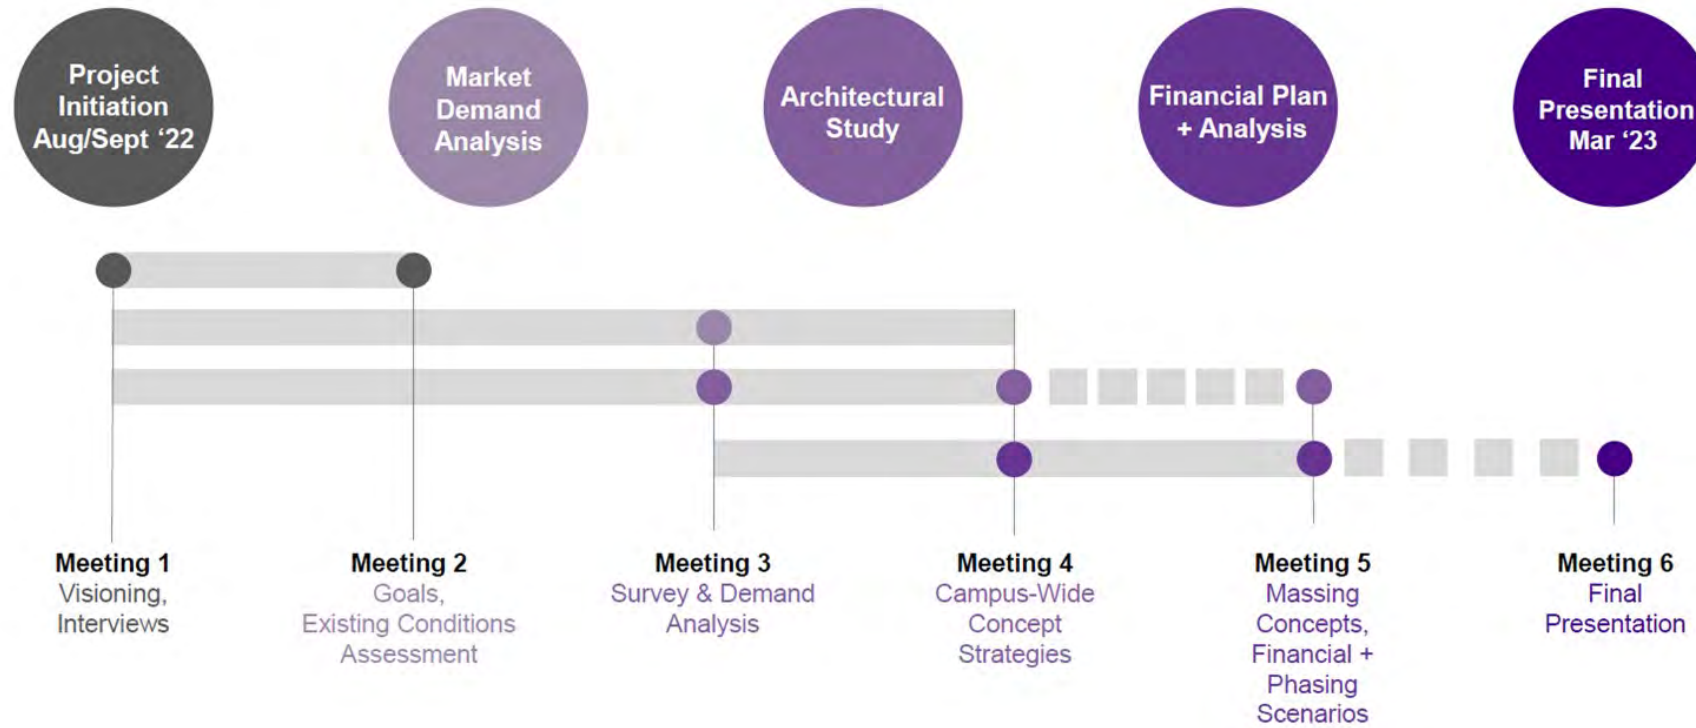 Project
Initiation
Aug/Sept ‘22
Market
Demand
Analysis
Architectural
Study
Financial Plan
+ Analysis
Final
Presentation
Mar ‘23
Meeting 1
Visioning,
Interviews
Meeting 2
Goals,
Existing Conditions
Assessment
Meeting 3
Survey & Demand
Analysis
Meeting 4
Campus-Wide
Concept
Strategies
Meeting 5
Massing
Concepts,
Financial +
Phasing
Scenarios
Meeting 6
Final
Presentation